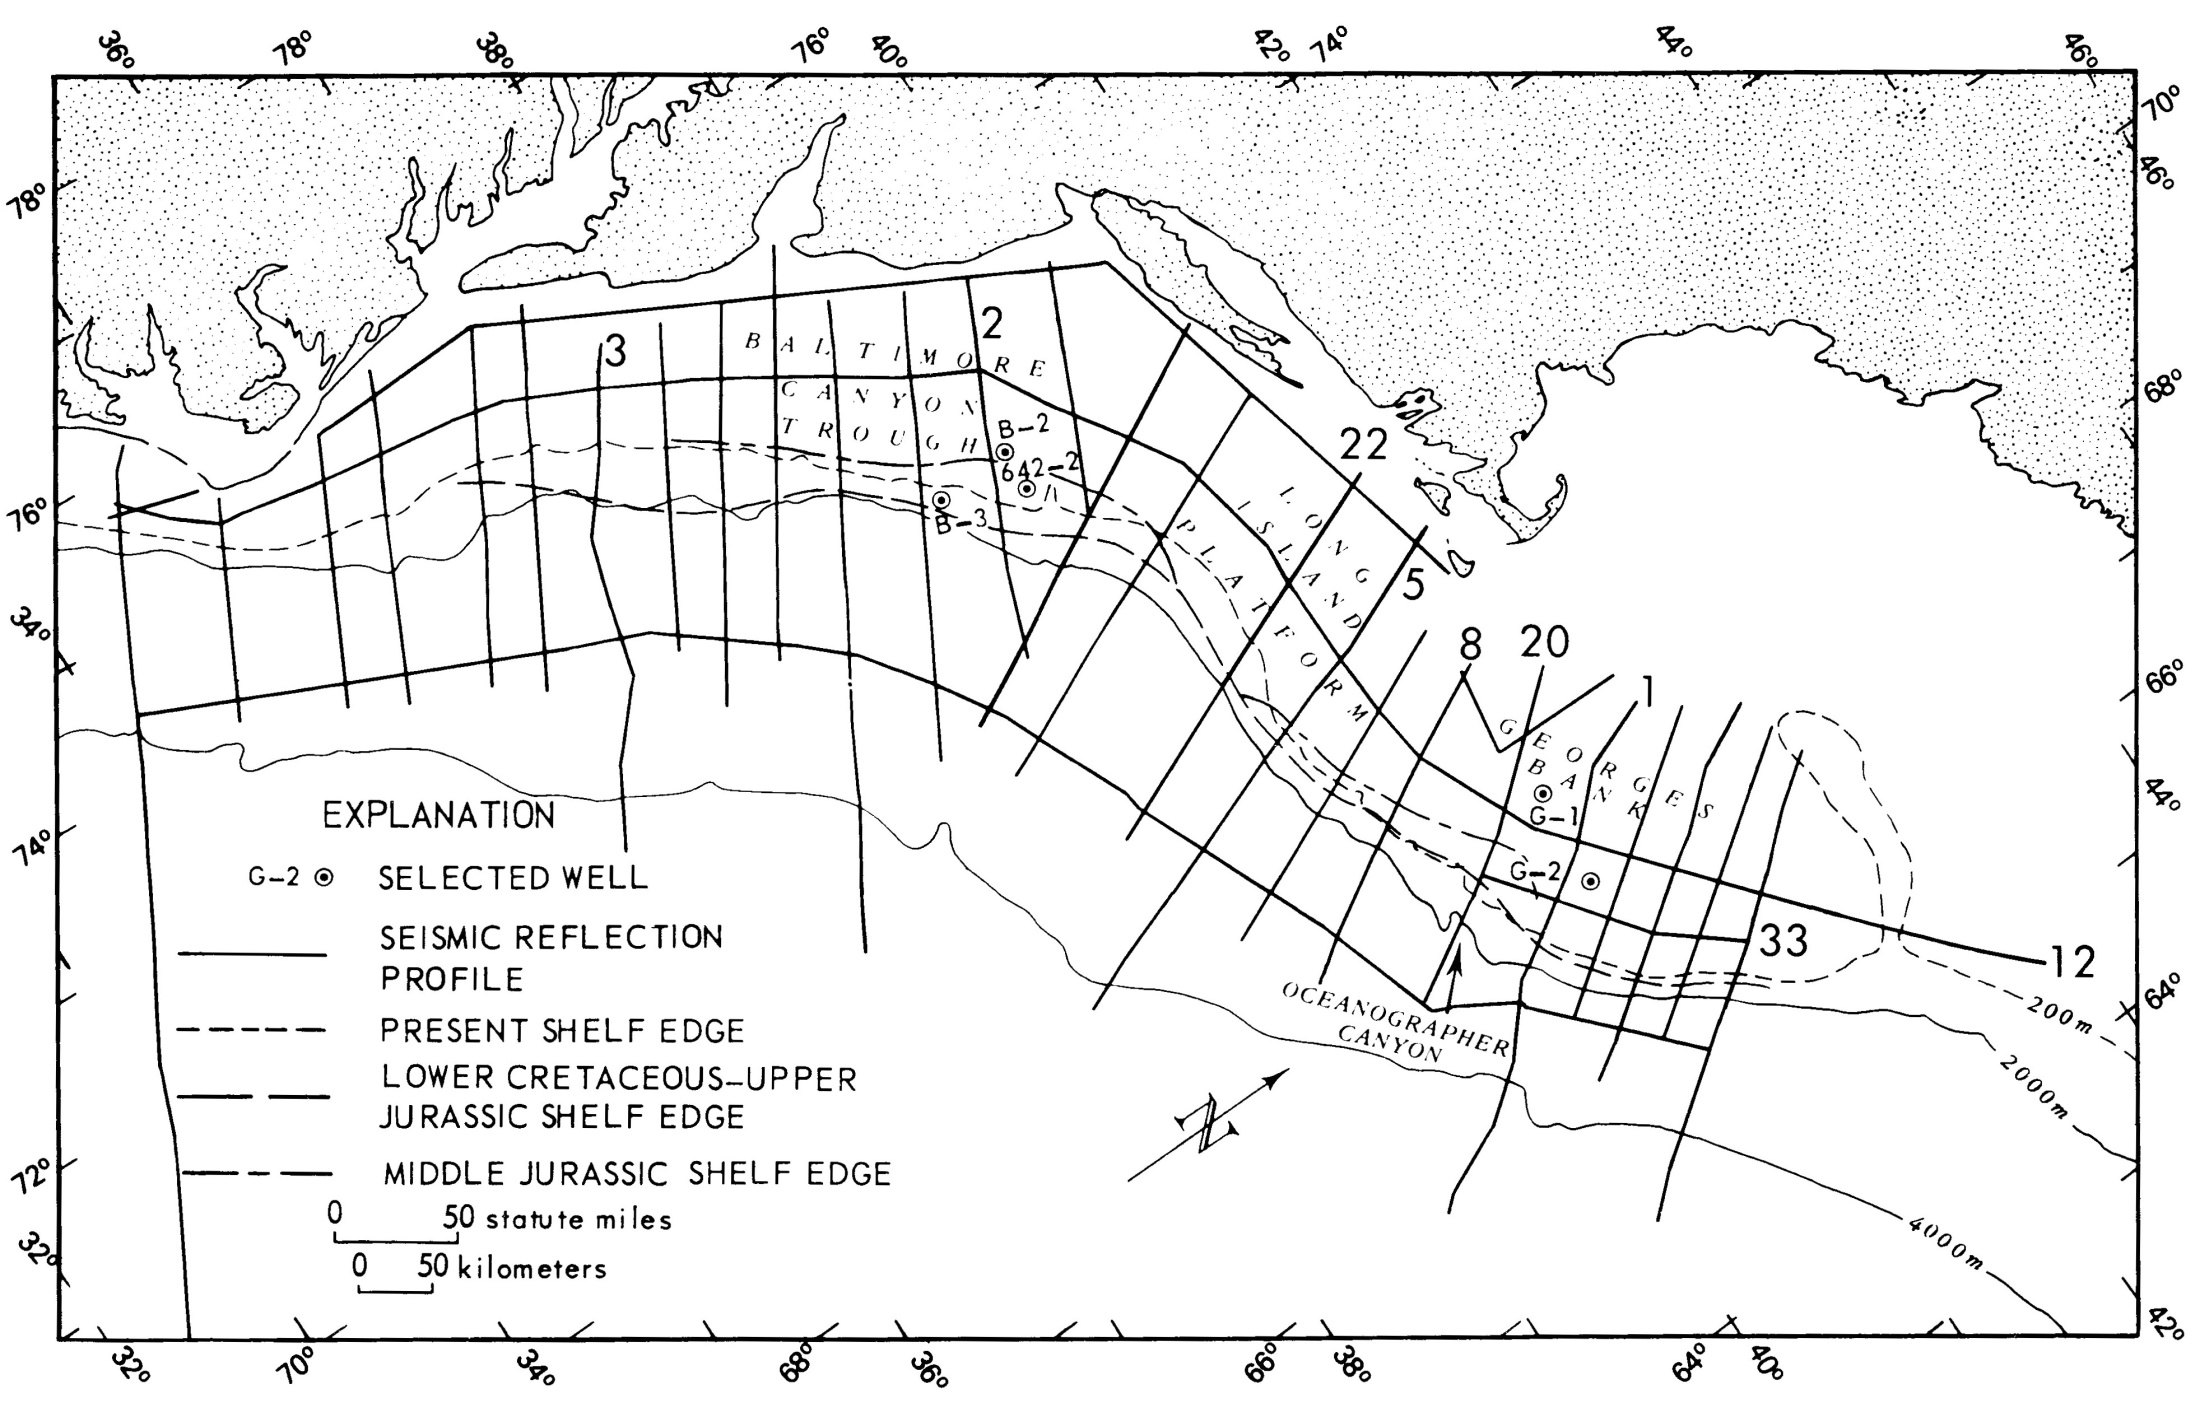 36° 78° 38° 76° 40° 42° 74° 44° 46°
70°
46°
78°
68°
76°
34°
66°
44°
74°
64°
72°
32°
42°
32° 70° 34° 68° 36° 66° 38° 64° 40°
3
2
BALTIMORE
CANYON
TROUGH
B-2
642-2
B-3
22
LONG
ISLAND
PLATFORM
5
8
20
1
GEORGES
BANK
G-1
G-2
33
12
200m
2000m
4000m
OCEANOGRAPHER
CANYON
N
EXPLANATION
G-2 SELECTED WELL
SEISMIC REFLECTION
PROFILE
PRESENT SHELF EDGE
LOWER CRETACEOUS-UPPER
JURASSIC SHELF EDGE
MIDDLE JURASSIC SHELF EDGE
0 50 statute miles
0 50 kilometers